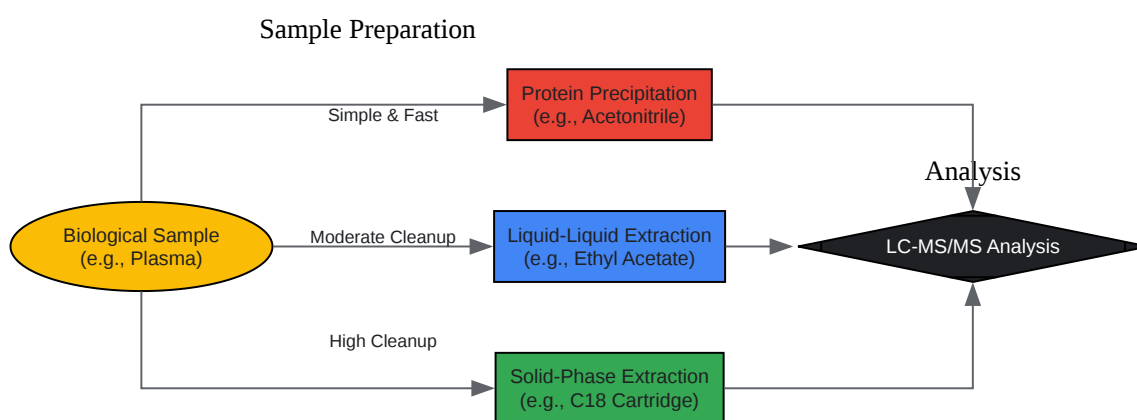 Sample Preparation
Protein Precipitation
(e.g., Acetonitrile)
Simple & Fast
Analysis
Biological Sample
(e.g., Plasma)
Moderate Cleanup
Liquid-Liquid Extraction
(e.g., Ethyl Acetate)
LC-MS/MS Analysis
High Cleanup
Solid-Phase Extraction
(e.g., C18 Cartridge)